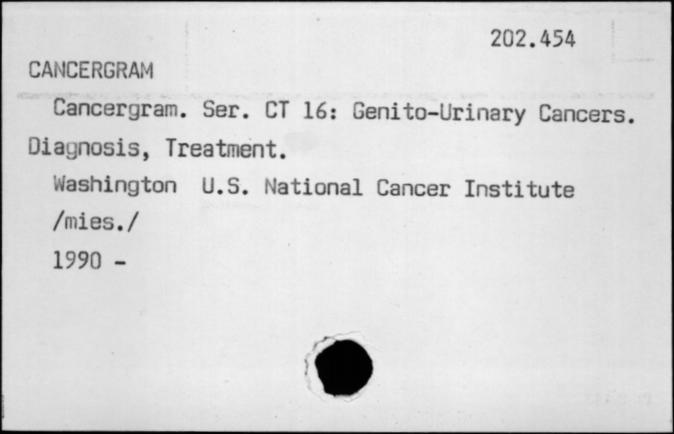 202.454
CANCERGRAM
Cancergram. Ser. CT 16: Genito-Urinary Cancers.
Diagnosis, Treatment.
Washington U.S. National Cancer Institute
/mies./
1990 -